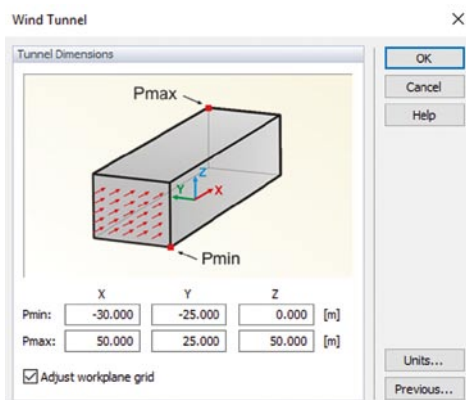 Wind Tunnel
Tunnel Dimensions
OK
Cancel
Help
Pmax
Z
Y
X
Pmin
X Y Z
Pmin: -30.000 -25.000 0.000 [m]
Pmax: 50.000 25.000 50.000 [m]
Adjust workplane grid
Units...
Previous...